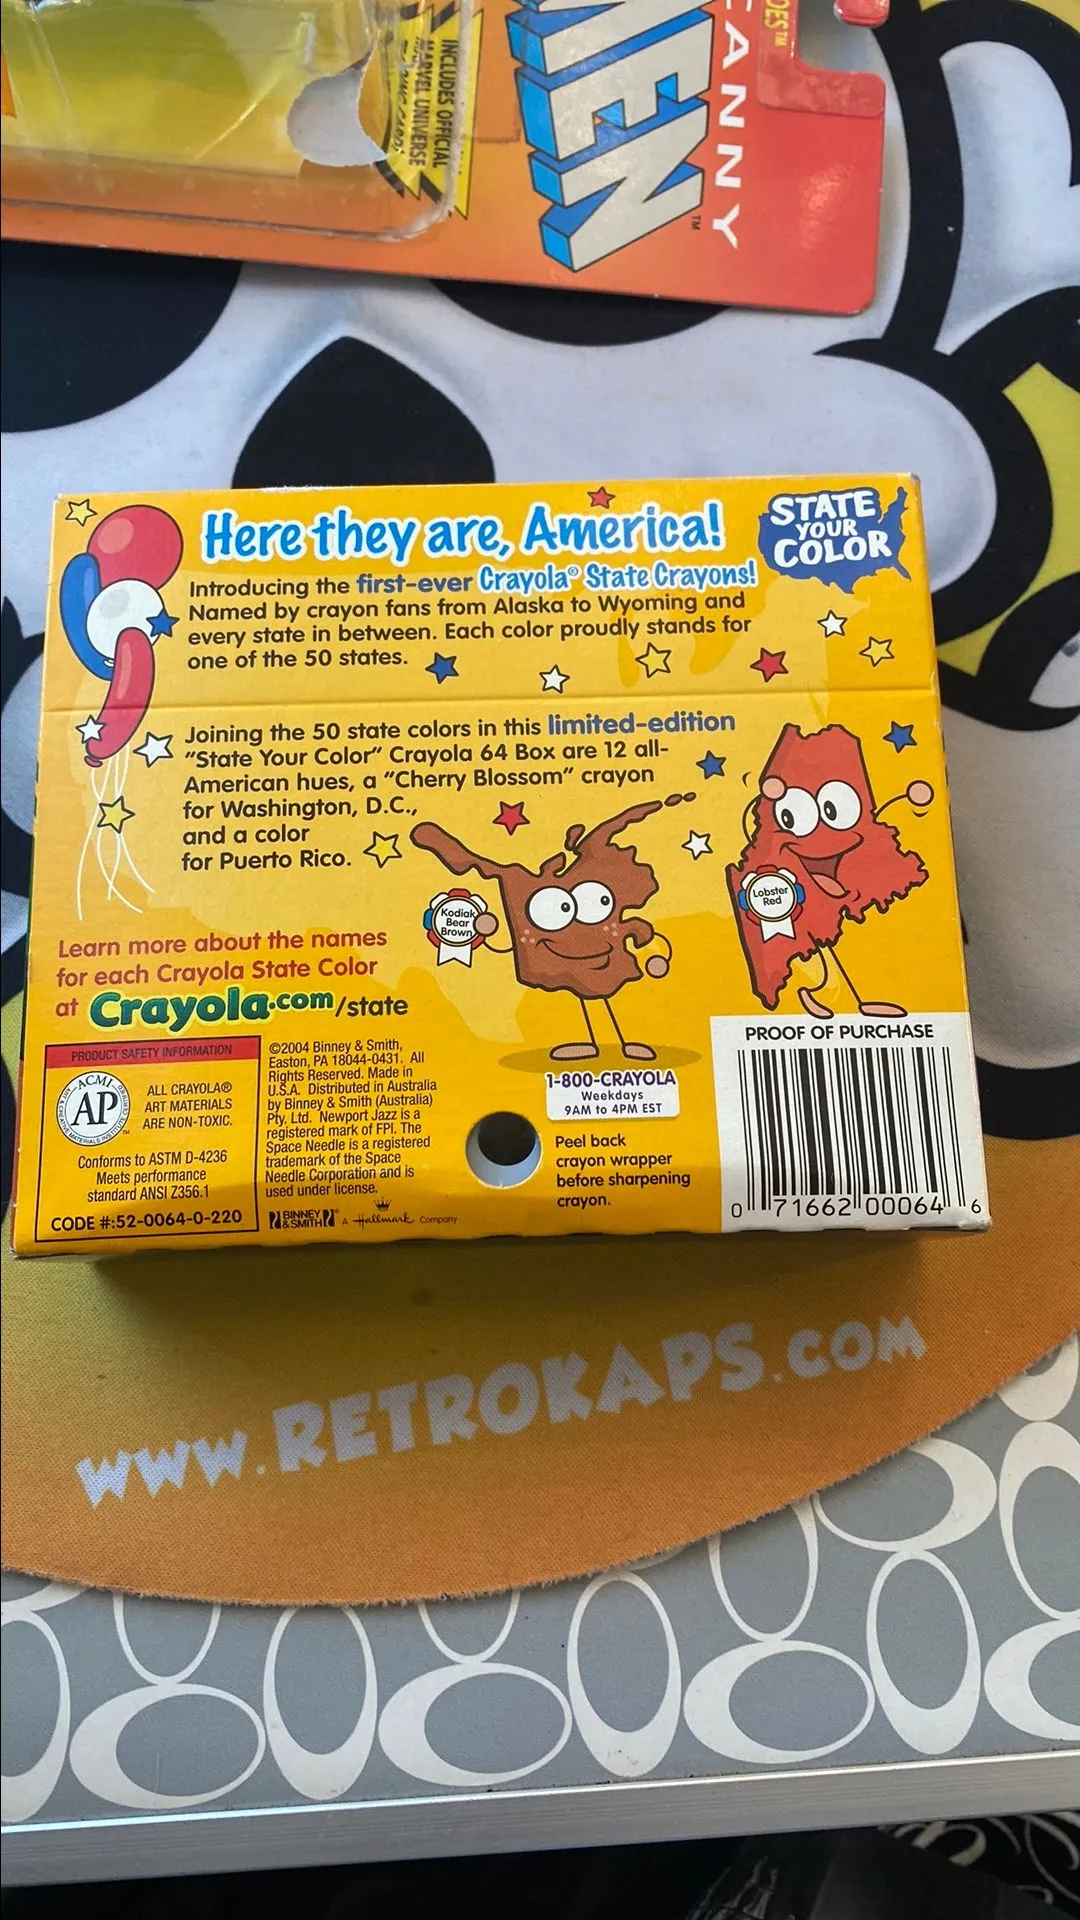 INCLUDES OFFICIAL
MARVEL UNIVERSE
MEN™
CANNY
Here they are, America!
STATE
YOUR
COLOR
Introducing the first-ever Crayola® State Crayons!
Named by crayon fans from Alaska to Wyoming and
every state in between. Each color proudly stands for
one of the 50 states.
Joining the 50 state colors in this limited-edition
"State Your Color" Crayola 64 Box are 12 all-
American hues, a "Cherry Blossom" crayon
for Washington, D.C.,
and a color
for Puerto Rico.
Kodiak
Bear
Brown
Lobster
Red
Learn more about the names
for each Crayola State Color
at Crayola.com/state
PRODUCT SAFETY INFORMATION
ACMI
AP
ALL CRAYOLA®
ART MATERIALS
ARE NON-TOXIC.
Conforms to ASTM D-4236
Meets performance
standard ANSI Z356.1
CODE #:52-0064-0-220
©2004 Binney & Smith,
Easton, PA 18044-0431. All
Rights Reserved. Made in
U.S.A. Distributed in Australia
by Binney & Smith (Australia)
Pty. Ltd. Newport Jazz is a
registered mark of FPI. The
Space Needle is a registered
trademark of the Space
Needle Corporation and is
used under license.
BINNEY
& SMITH® A Hallmark Company
1-800-CRAYOLA
Weekdays
9AM to 4PM EST
Peel back
crayon wrapper
before sharpening
crayon.
PROOF OF PURCHASE
0 71662 00064 6
www.RETROKAPS.COM